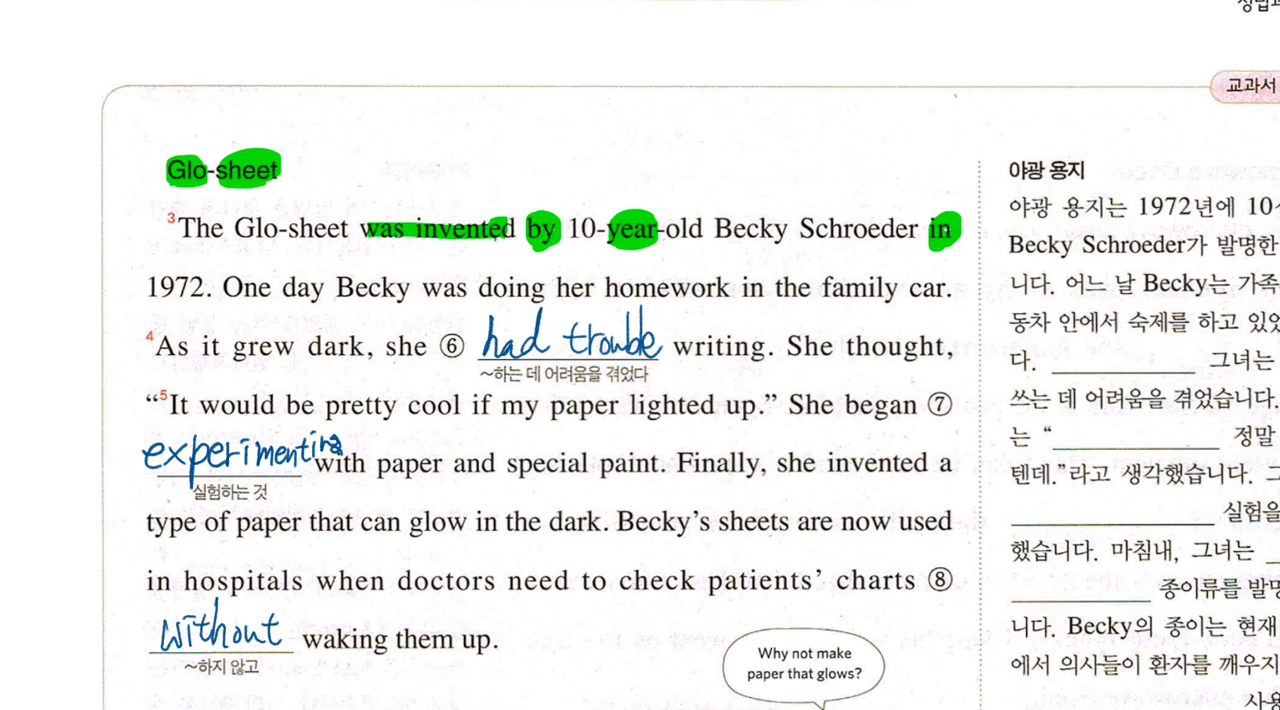 교과서
Glo-sheet
³The Glo-sheet was invented by 10-year-old Becky Schroeder in
1972. One day Becky was doing her homework in the family car.
⁴As it grew dark, she ⑥ had trouble writing. She thought,
~하는 데 어려움을 겪었다
“⁵It would be pretty cool if my paper lighted up.” She began ⑦
experimenting with paper and special paint. Finally, she invented a
실험하는 것
type of paper that can glow in the dark. Becky’s sheets are now used
in hospitals when doctors need to check patients’ charts ⑧
without waking them up.
~하지 않고
Why not make
paper that glows?
야광 용지
야광 용지는 1972년에 10
Becky Schroeder가 발명한
니다. 어느 날 Becky는 가족
동차 안에서 숙제를 하고 있었
다. 그녀는
쓰는 데 어려움을 겪었습니다.
는 “ 정말
텐데.”라고 생각했습니다. 그
실험을
했습니다. 마침내, 그녀는
종이류를 발명
니다. Becky의 종이는 현재
에서 의사들이 환자를 깨우지
사용